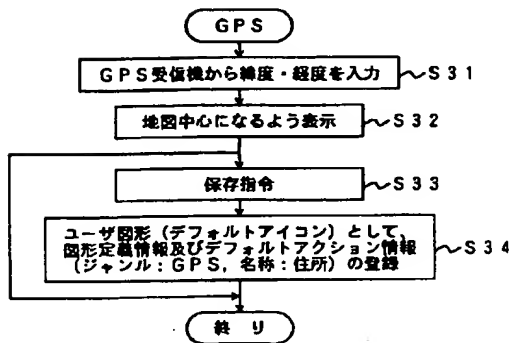 GPS
GPS受信機から緯度・経度を入力 ~S31
地図中心になるよう表示 ~S32
保存指令 ~S33
ユーザ図形(デフォルトアイコン)として、
図形定義情報及びデフォルトアクション情報
(ジャンル:GPS,名称:住所)の登録 ~S34
終り